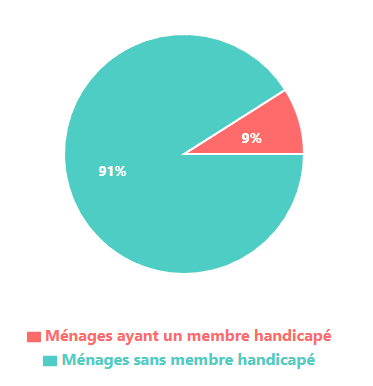 9%
91%
Ménages ayant un membre handicapé
Ménages sans membre handicapé